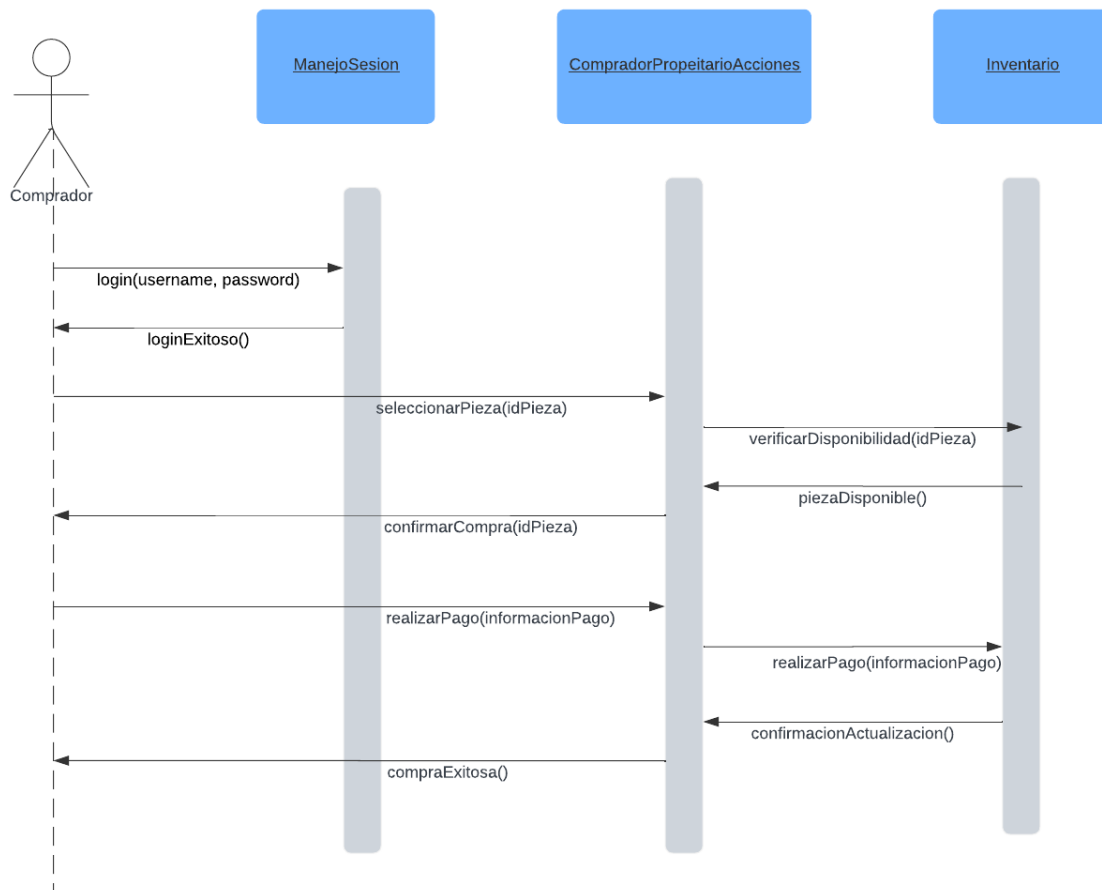 ManejoSesion
CompradorPropeitarioAcciones
Inventario
Comprador
login(username, password)
loginExitoso()
seleccionarPieza(idPieza)
verificarDisponibilidad(idPieza)
piezaDisponible()
confirmarCompra(idPieza)
realizarPago(informacionPago)
realizarPago(informacionPago)
confirmacionActualizacion()
compraExitosa()